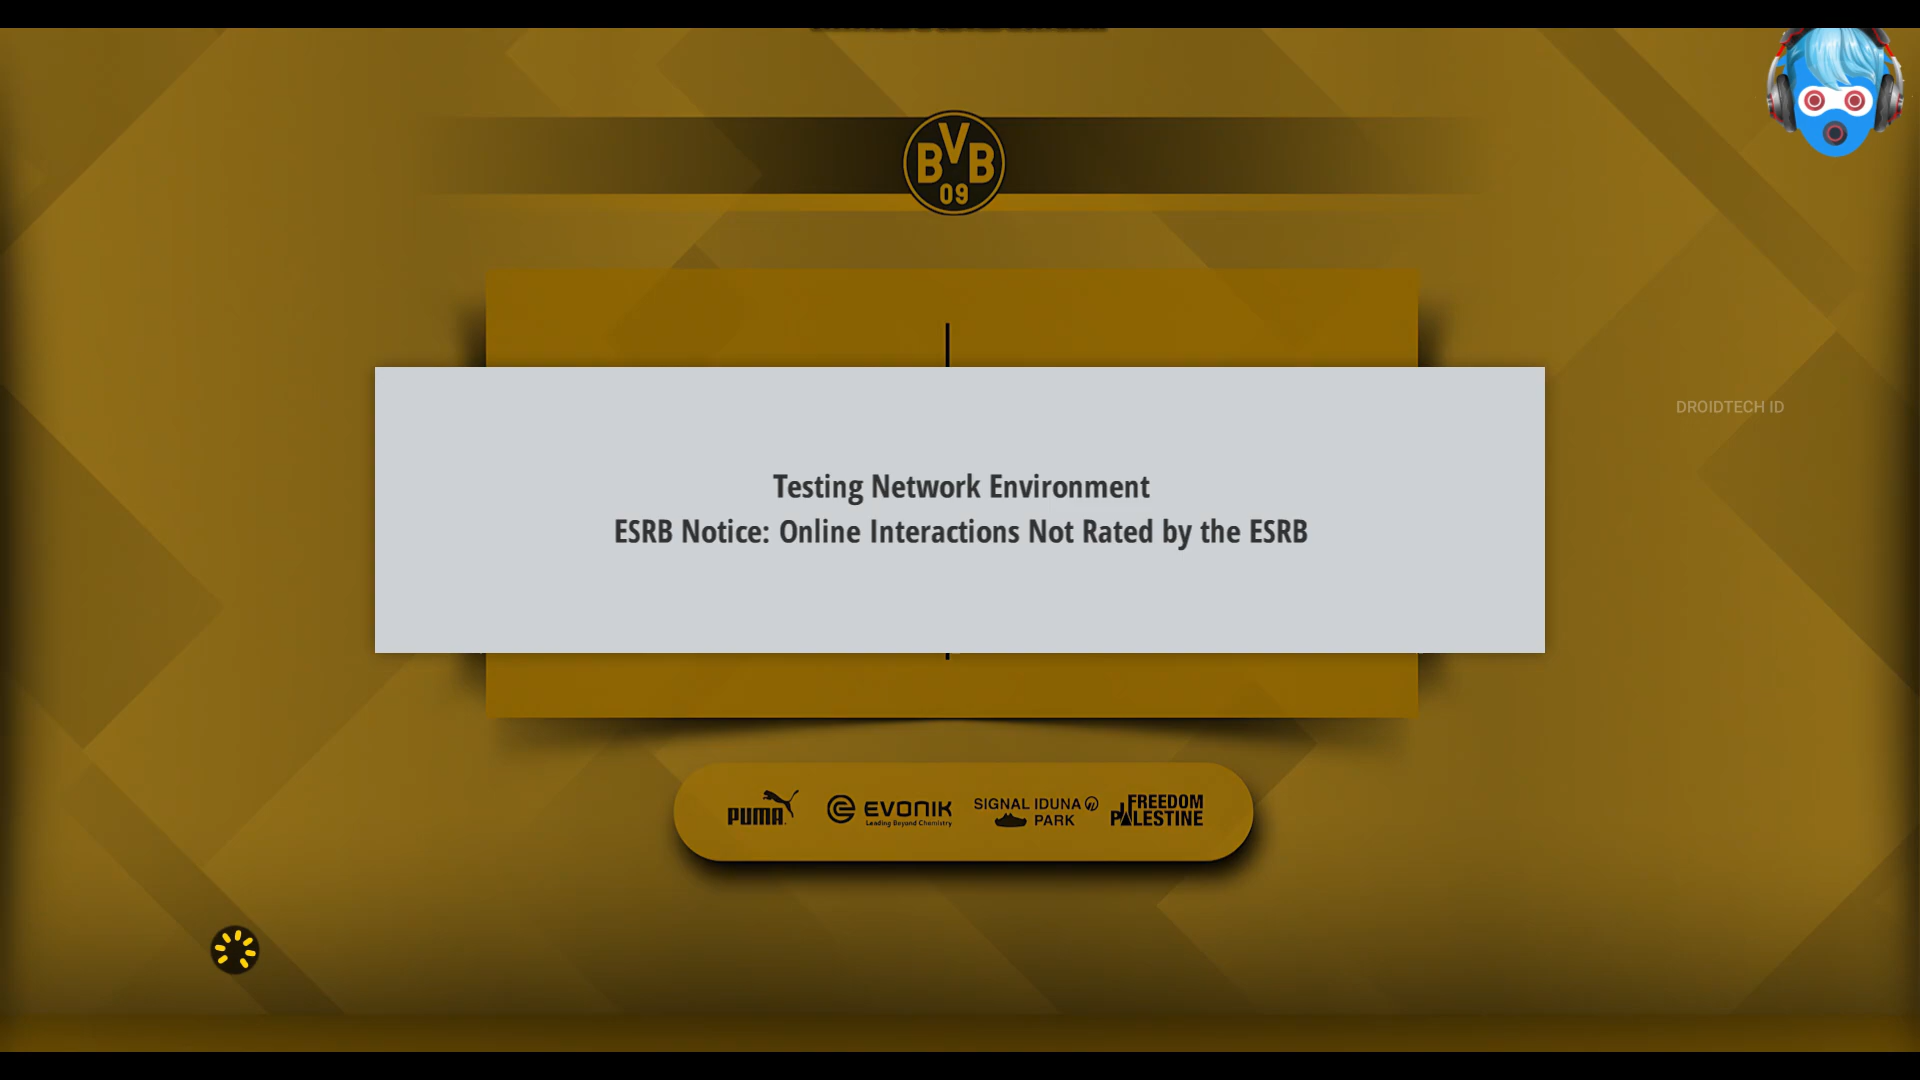 BVB
09
DROIDTECH ID
Testing Network Environment
ESRB Notice: Online Interactions Not Rated by the ESRB
PUMA
EVONIK
Leading Beyond Chemistry
SIGNAL IDUNA
PARK
FREEDOM
PALESTINE